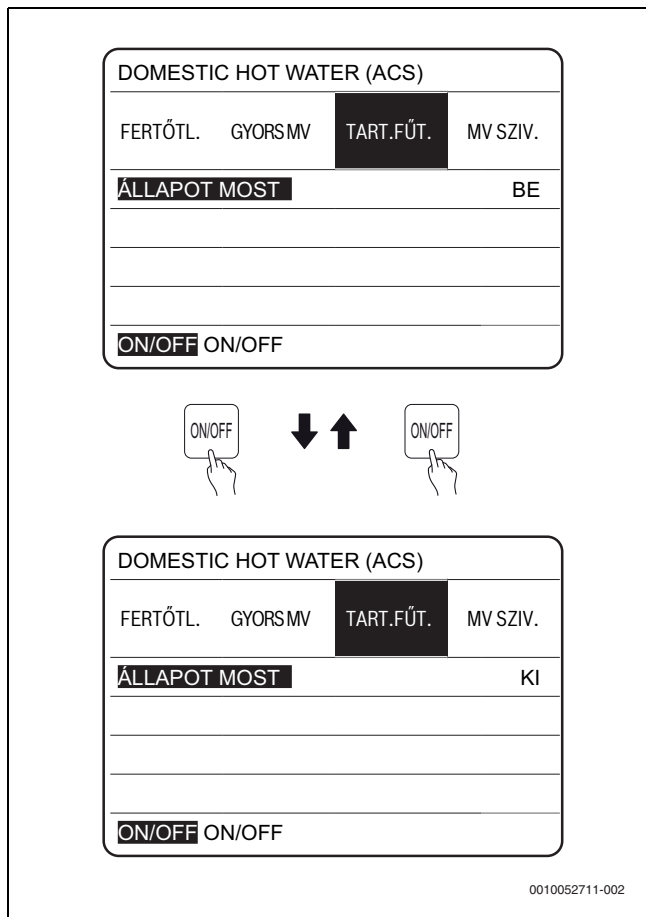 DOMESTIC HOT WATER (ACS)
FERTŐTL. GYORS MV TART.FŰT. MV SZIV.
ÁLLAPOT MOST BE
ON/OFF ON/OFF
ON/OFF ON/OFF
DOMESTIC HOT WATER (ACS)
FERTŐTL. GYORS MV TART.FŰT. MV SZIV.
ÁLLAPOT MOST KI
ON/OFF ON/OFF
0010052711-002